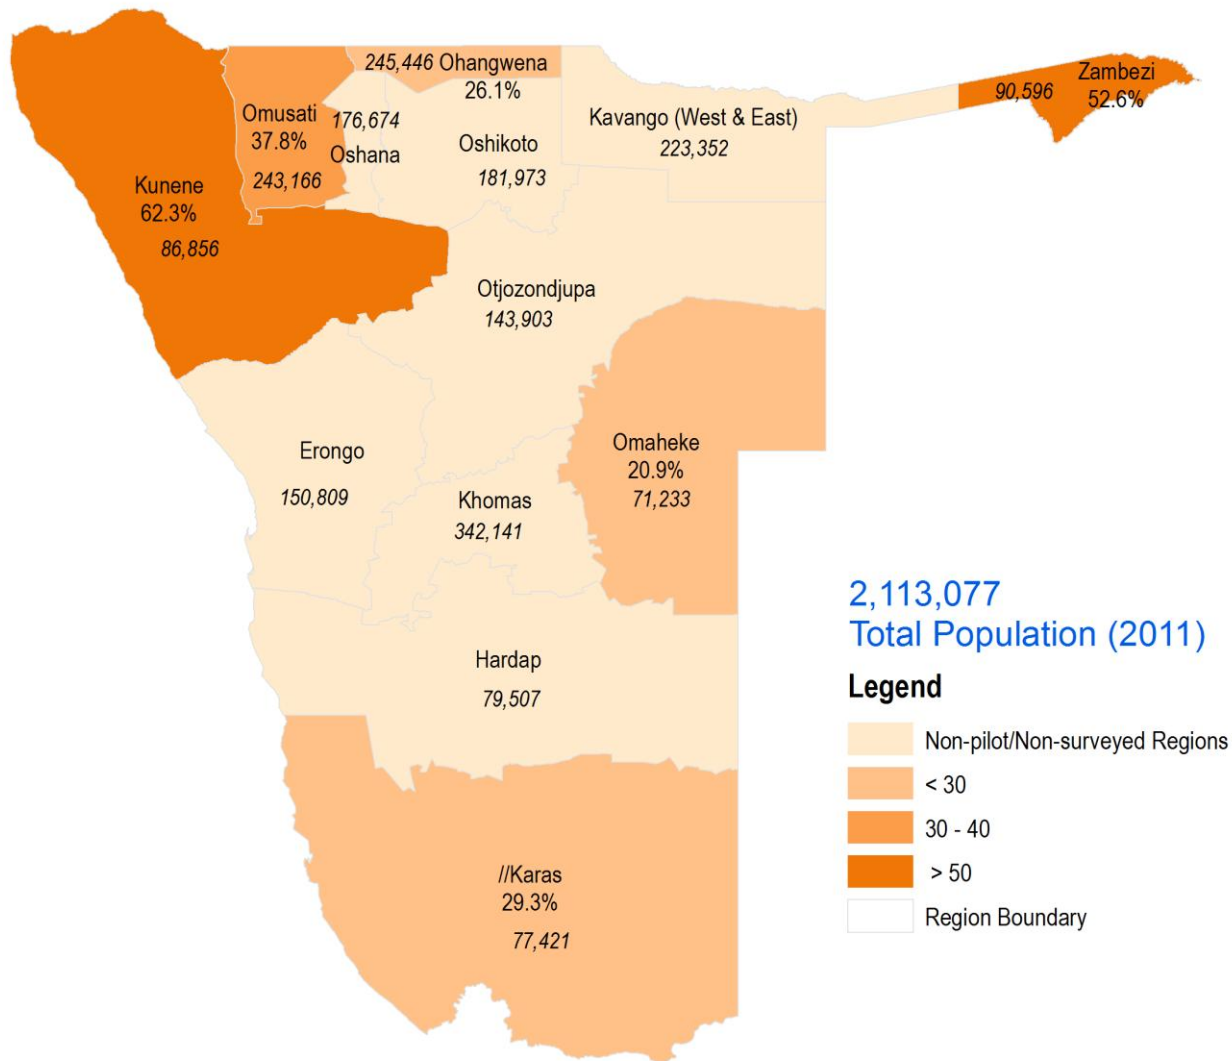 245,446 Ohangwena
26.1%
Zambezi
90,596
52.6%
Omusati
37.8%
243,166
176,674
Oshana
Oshikoto
181,973
Kavango (West & East)
223,352
Kunene
62.3%
86,856
Otjozondjupa
143,903
Erongo
150,809
Khomas
342,141
Omaheke
20.9%
71,233
Hardap
79,507
//Karas
29.3%
77,421
2,113,077
Total Population (2011)
Legend
Non-pilot/Non-surveyed Regions
< 30
30 - 40
> 50
Region Boundary